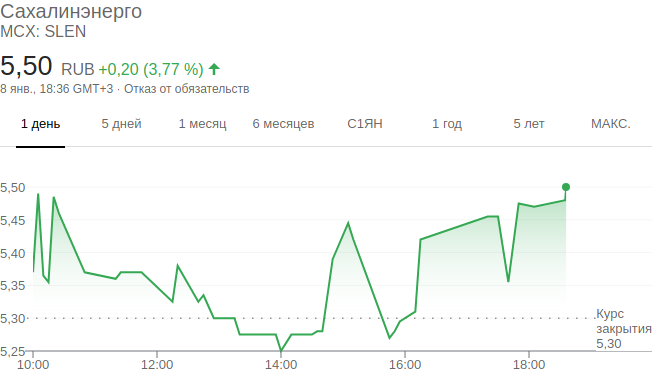 Сахалинэнерго
MCX: SLEN
5,50 RUB +0,20 (3,77 %)
8 янв., 18:36 GMT+3 · Отказ от обязательств
1 день 5 дней 1 месяц 6 месяцев С1ЯН 1 год 5 лет МАКС.
5,50
5,45
5,40
5,35
5,30
Курс
закрытия
5,30
5,25
10:00 12:00 14:00 16:00 18:00